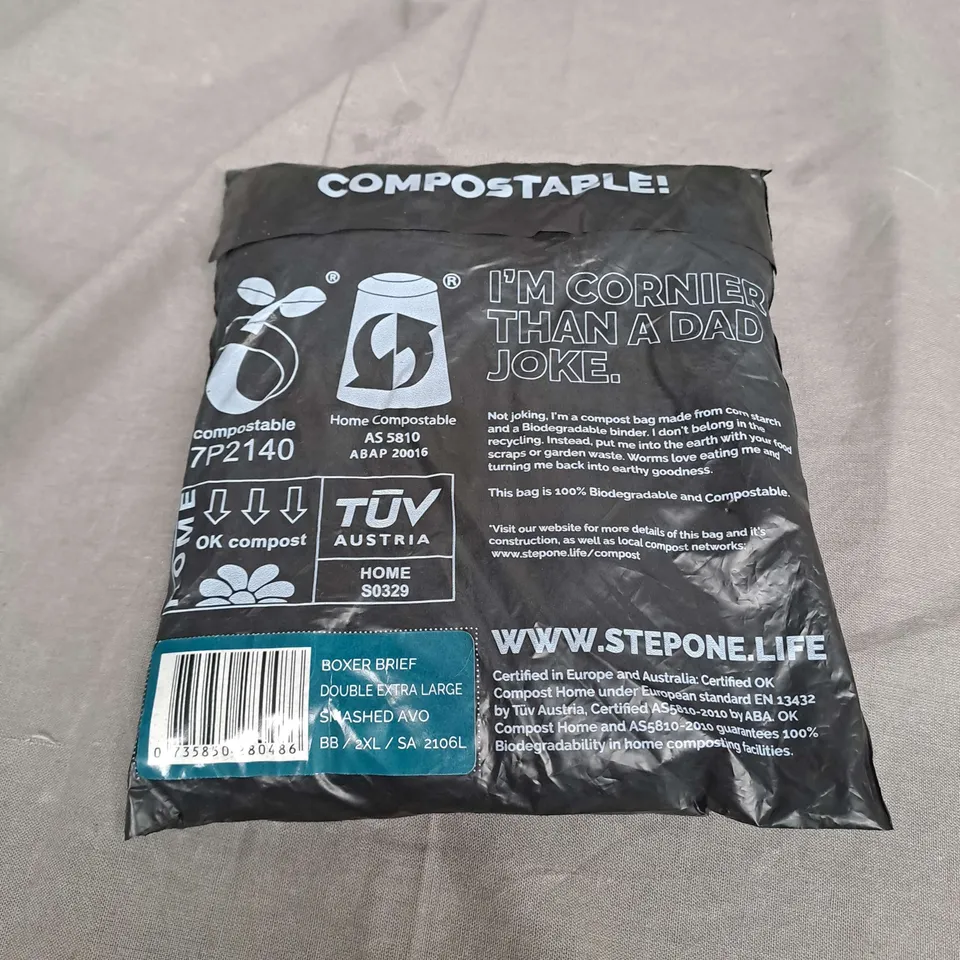 COMPOSTABLE!
®
®
compostable
7P2140
Home Compostable
AS 5810
ABAP 20016
I'M CORNIER
THAN A DAD
JOKE.
Not joking, I'm a compost bag made from corn starch
and a Biodegradable binder. I don't belong in the
recycling. Instead, put me into the earth with your food
scraps or garden waste. Worms love eating me and
turning me back into earthy goodness.
This bag is 100% Biodegradable and Compostable.
*Visit our website for more details of this bag and it's
construction, as well as local compost networks:
www.stepone.life/compost
HOME
OK compost
TÜV
AUSTRIA
HOME
S0329
WWW.STEPONE.LIFE
Certified in Europe and Australia: Certified OK
Compost Home under European standard EN 13432
by Tüv Austria, Certified AS5810-2010 by ABA. OK
Compost Home and AS5810-2010 guarantees 100%
Biodegradability in home composting facilities.
BOXER BRIEF
DOUBLE EXTRA LARGE
SMASHED AVO
BB / 2XL / SA 2106L